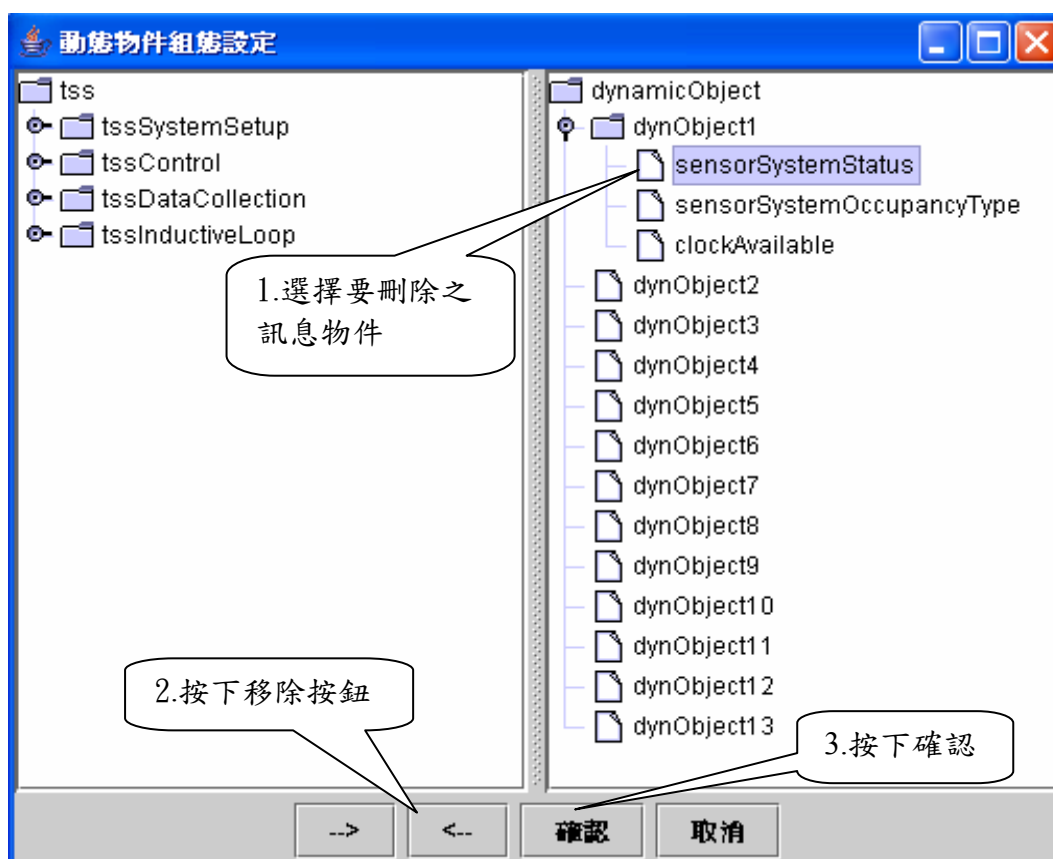 動態物件組態設定
tss
tssSystemSetup
tssControl
tssDataCollection
tssInductiveLoop
dynamicObject
dynObject1
sensorSystemStatus
sensorSystemOccupancyType
clockAvailable
dynObject2
dynObject3
dynObject4
dynObject5
dynObject6
dynObject7
dynObject8
dynObject9
dynObject10
dynObject11
dynObject12
dynObject13
1.選擇要刪除之
訊息物件
2.按下移除按鈕
3.按下確認
-->
<--
確認
取消